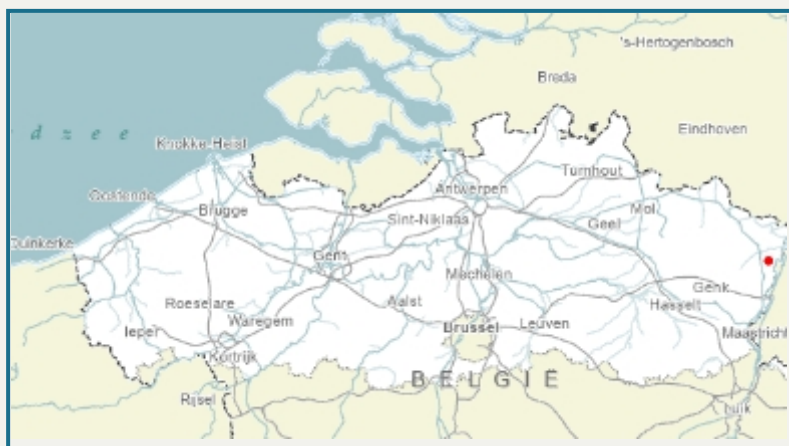 's-Hertogenbosch
Breda
dzee
Eindhoven
Knokke-Heist
Turnhout
Antwerpen
Oostende
Mol
Brugge
Sint-Niklaas
Geel
Duinkerke
Gent
Mechelen
Genk
Roeselare
Aalst
Hasselt
Ieper
Waregem
Brussel
Leuven
Maastricht
Kortrijk
BELGIË
Rijsel
Luik